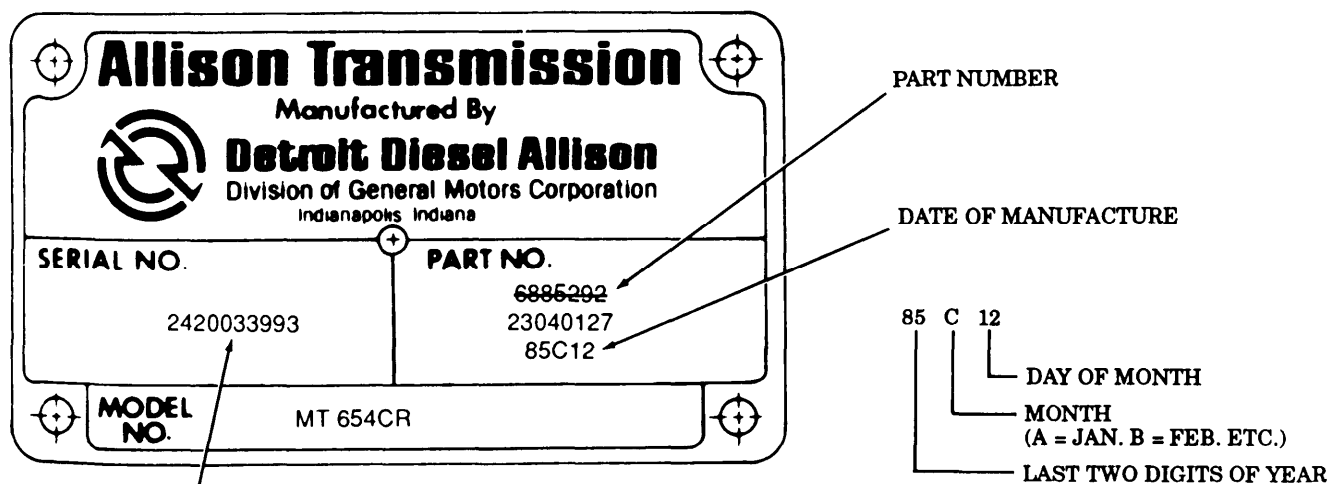 Allison Transmission
Manufactured By
Detroit Diesel Allison
Division of General Motors Corporation
Indianapolis Indiana
SERIAL NO.
2420033993
PART NO.
6885292
23040127
85C12
MODEL NO.
MT 654CR
PART NUMBER
DATE OF MANUFACTURE
85 C 12
DAY OF MONTH
MONTH
(A = JAN. B = FEB. ETC.)
LAST TWO DIGITS OF YEAR